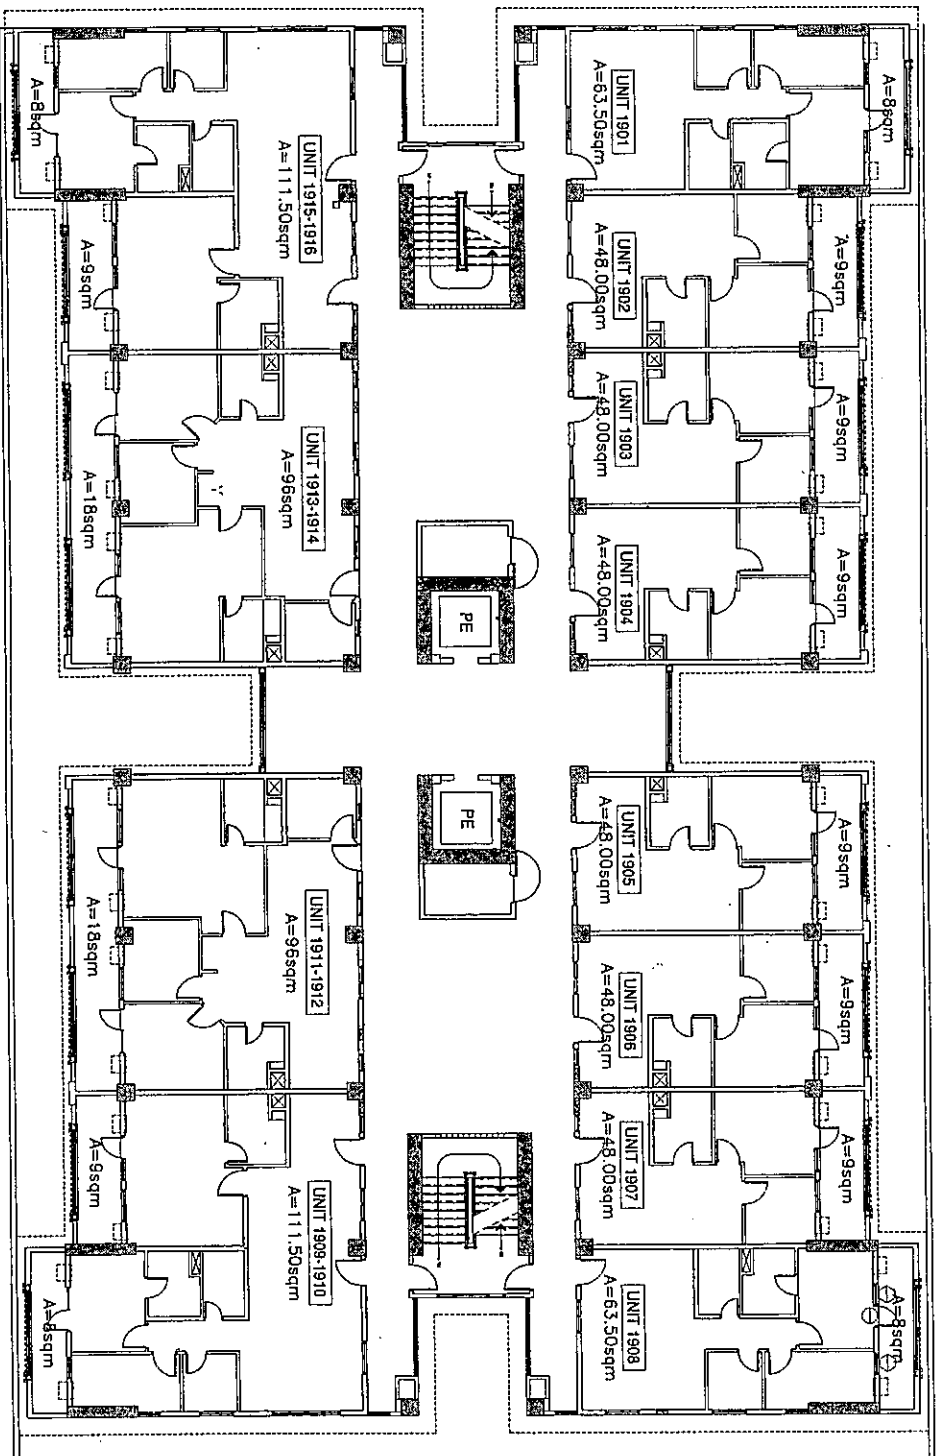 A=8sqm
UNIT 1901
A=63.50sqm
A=9sqm
UNIT 1902
A=48.00sqm
A=9sqm
UNIT 1903
A=48.00sqm
A=9sqm
UNIT 1904
A=48.00sqm
A=9sqm
UNIT 1905
A=48.00sqm
A=9sqm
UNIT 1906
A=48.00sqm
A=9sqm
UNIT 1907
A=48.00sqm
A=8sqm
UNIT 1908
A=63.50sqm
PE
PE
UNIT 1915-1916
A=111.50sqm
A=8sqm
A=9sqm
UNIT 1913-1914
A=96sqm
A=18sqm
UNIT 1911-1912
A=96sqm
A=18sqm
UNIT 1909-1910
A=111.50sqm
A=9sqm
A=8sqm